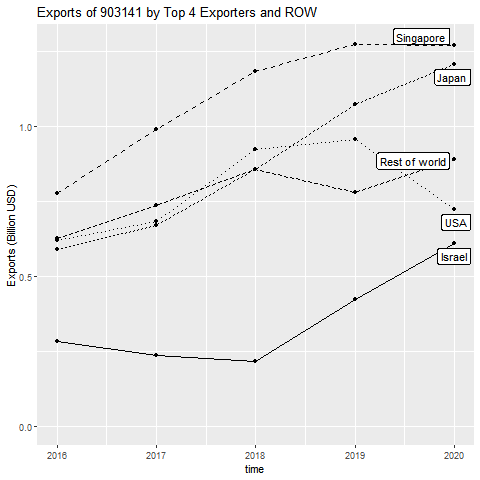 Exports of 903141 by Top 4 Exporters and ROW
Singapore
Japan
1.0
Rest of world
USA
Exports (Billion USD)
0.5
Israel
0.0
2016 2017 2018 2019 2020
time